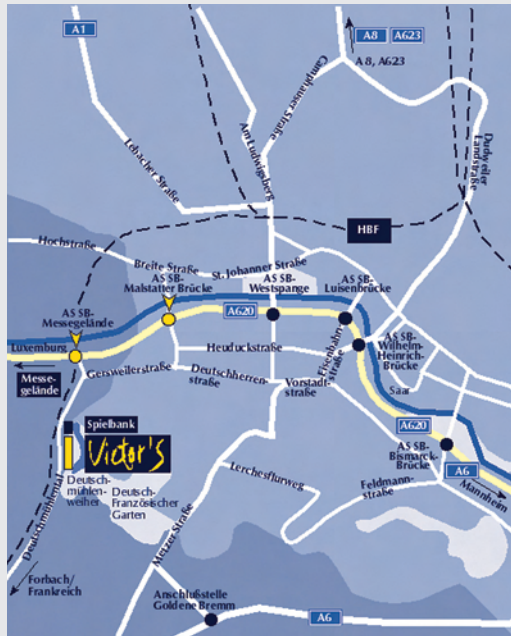 A1
A8 A623
A 8, A623
Camphauser Straße
Dudweiler
Landstraße
Lebacher Straße
Am Ludwigsberg
HBF
Hochstraße
Breite Straße
St. Johanner Straße
AS SB-
Malstatter Brücke
AS SB-
Westspange
AS SB-
Luisenbrücke
AS SB-
Messegelände
A620
AS SB-
Wilhelm-
Heinrich-
Brücke
Luxemburg
Heuduckstraße
Eisenbahn-
straße
Messe-
gelände
Gersweilerstraße
Deutschherren-
straße
Vorstadt-
straße
Saar
Spielbank
Victor's
A620
AS SB-
Bismarck-
Brücke
A6
Mannheim
Deutschmühlental
Deutsch-
mühlen-
weiher
Deutsch-
Französischer
Garten
Lerchesflurweg
Feldmann-
straße
Metzer Straße
Forbach/
Frankreich
Anschlußstelle
Goldene Bremm
A6